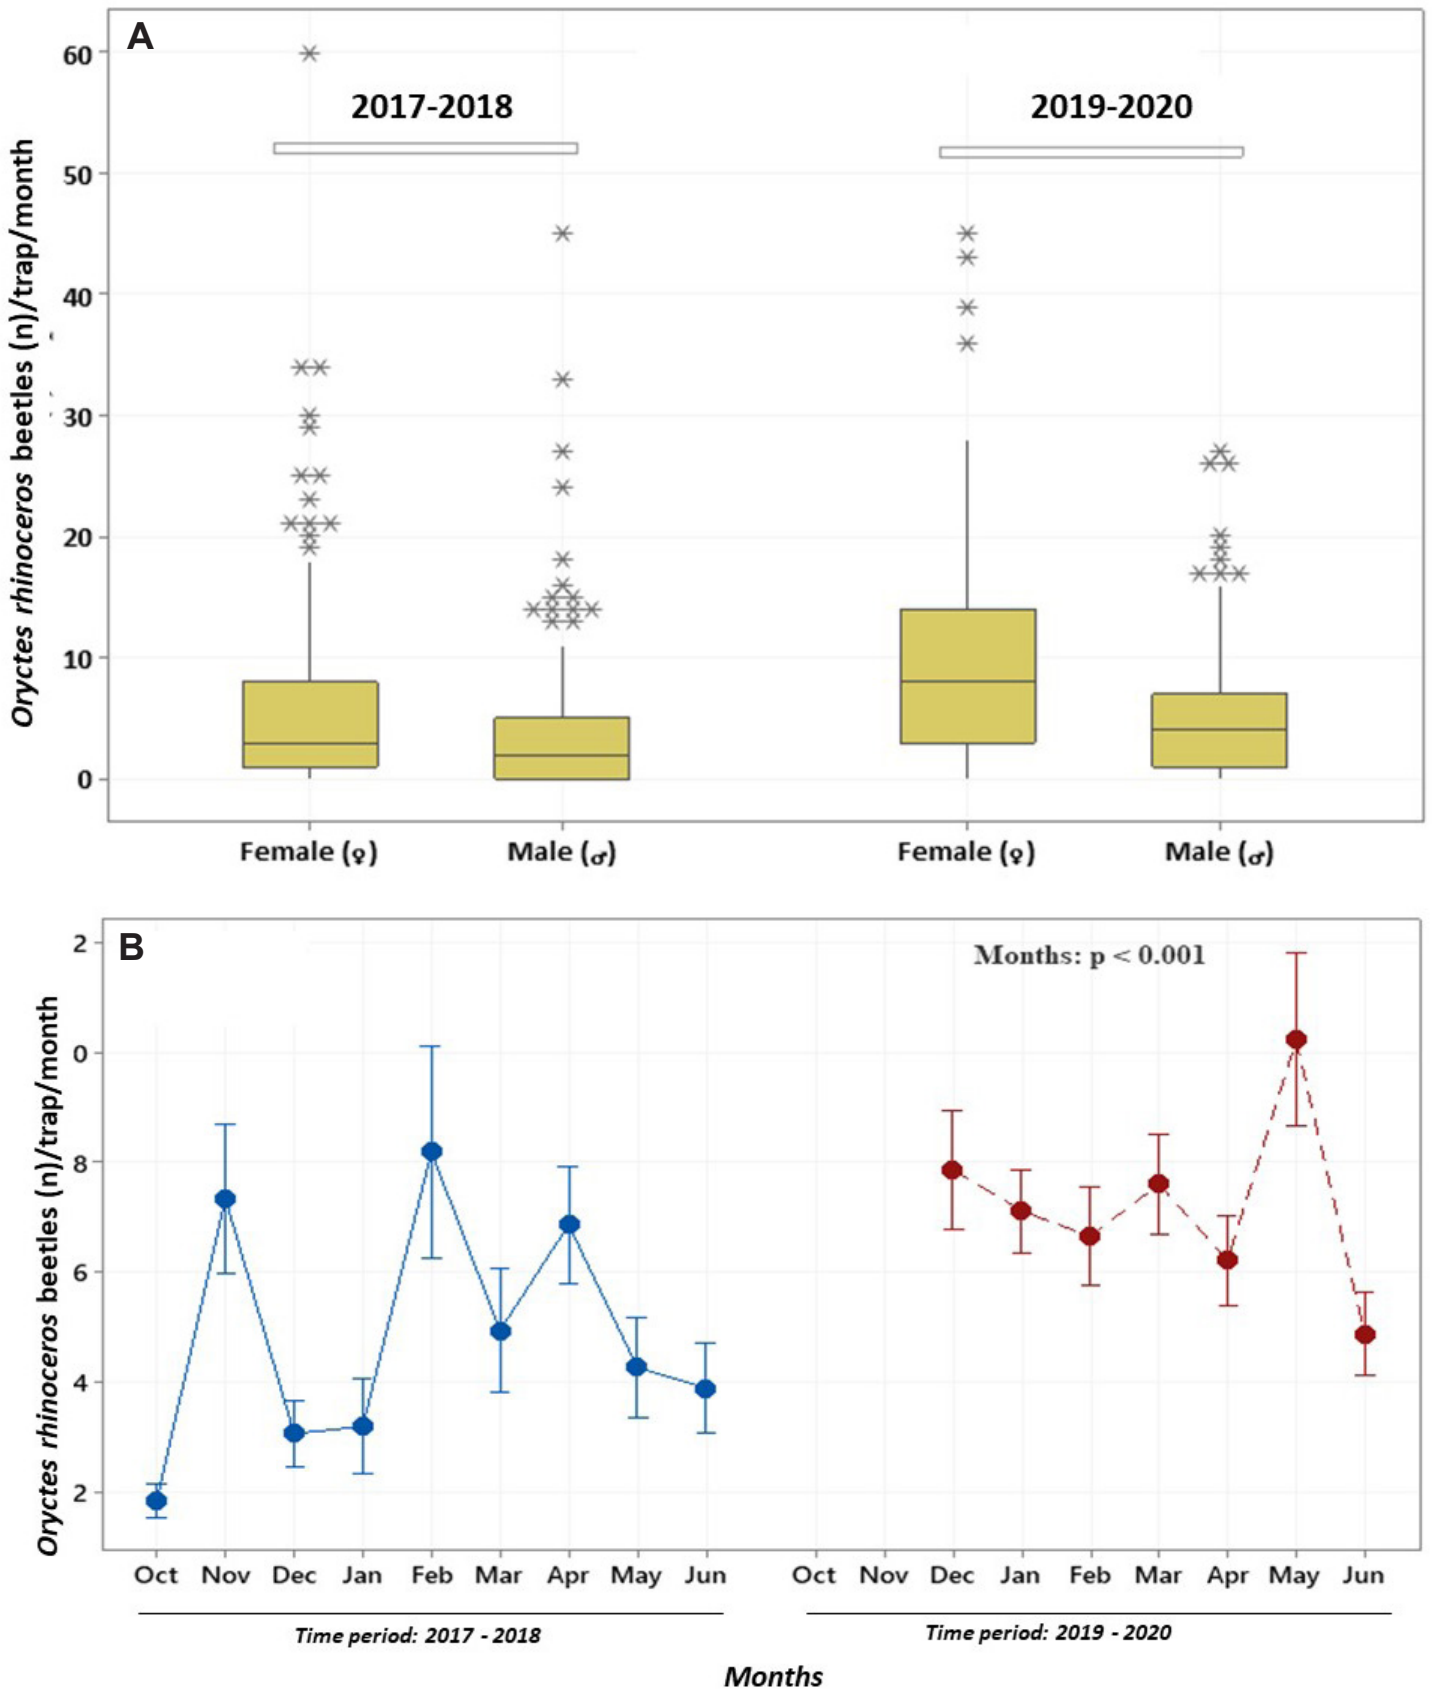 A
60
2017-2018
2019-2020
50
40
30
20
10
0
Oryctes rhinoceros beetles (n)/trap/month
Female (♀)
Male (♂)
Female (♀)
Male (♂)
B
Months: p < 0.001
2
0
8
6
4
2
Oryctes rhinoceros beetles (n)/trap/month
Oct Nov Dec Jan Feb Mar Apr May Jun
Oct Nov Dec Jan Feb Mar Apr May Jun
Time period: 2017 - 2018
Time period: 2019 - 2020
Months